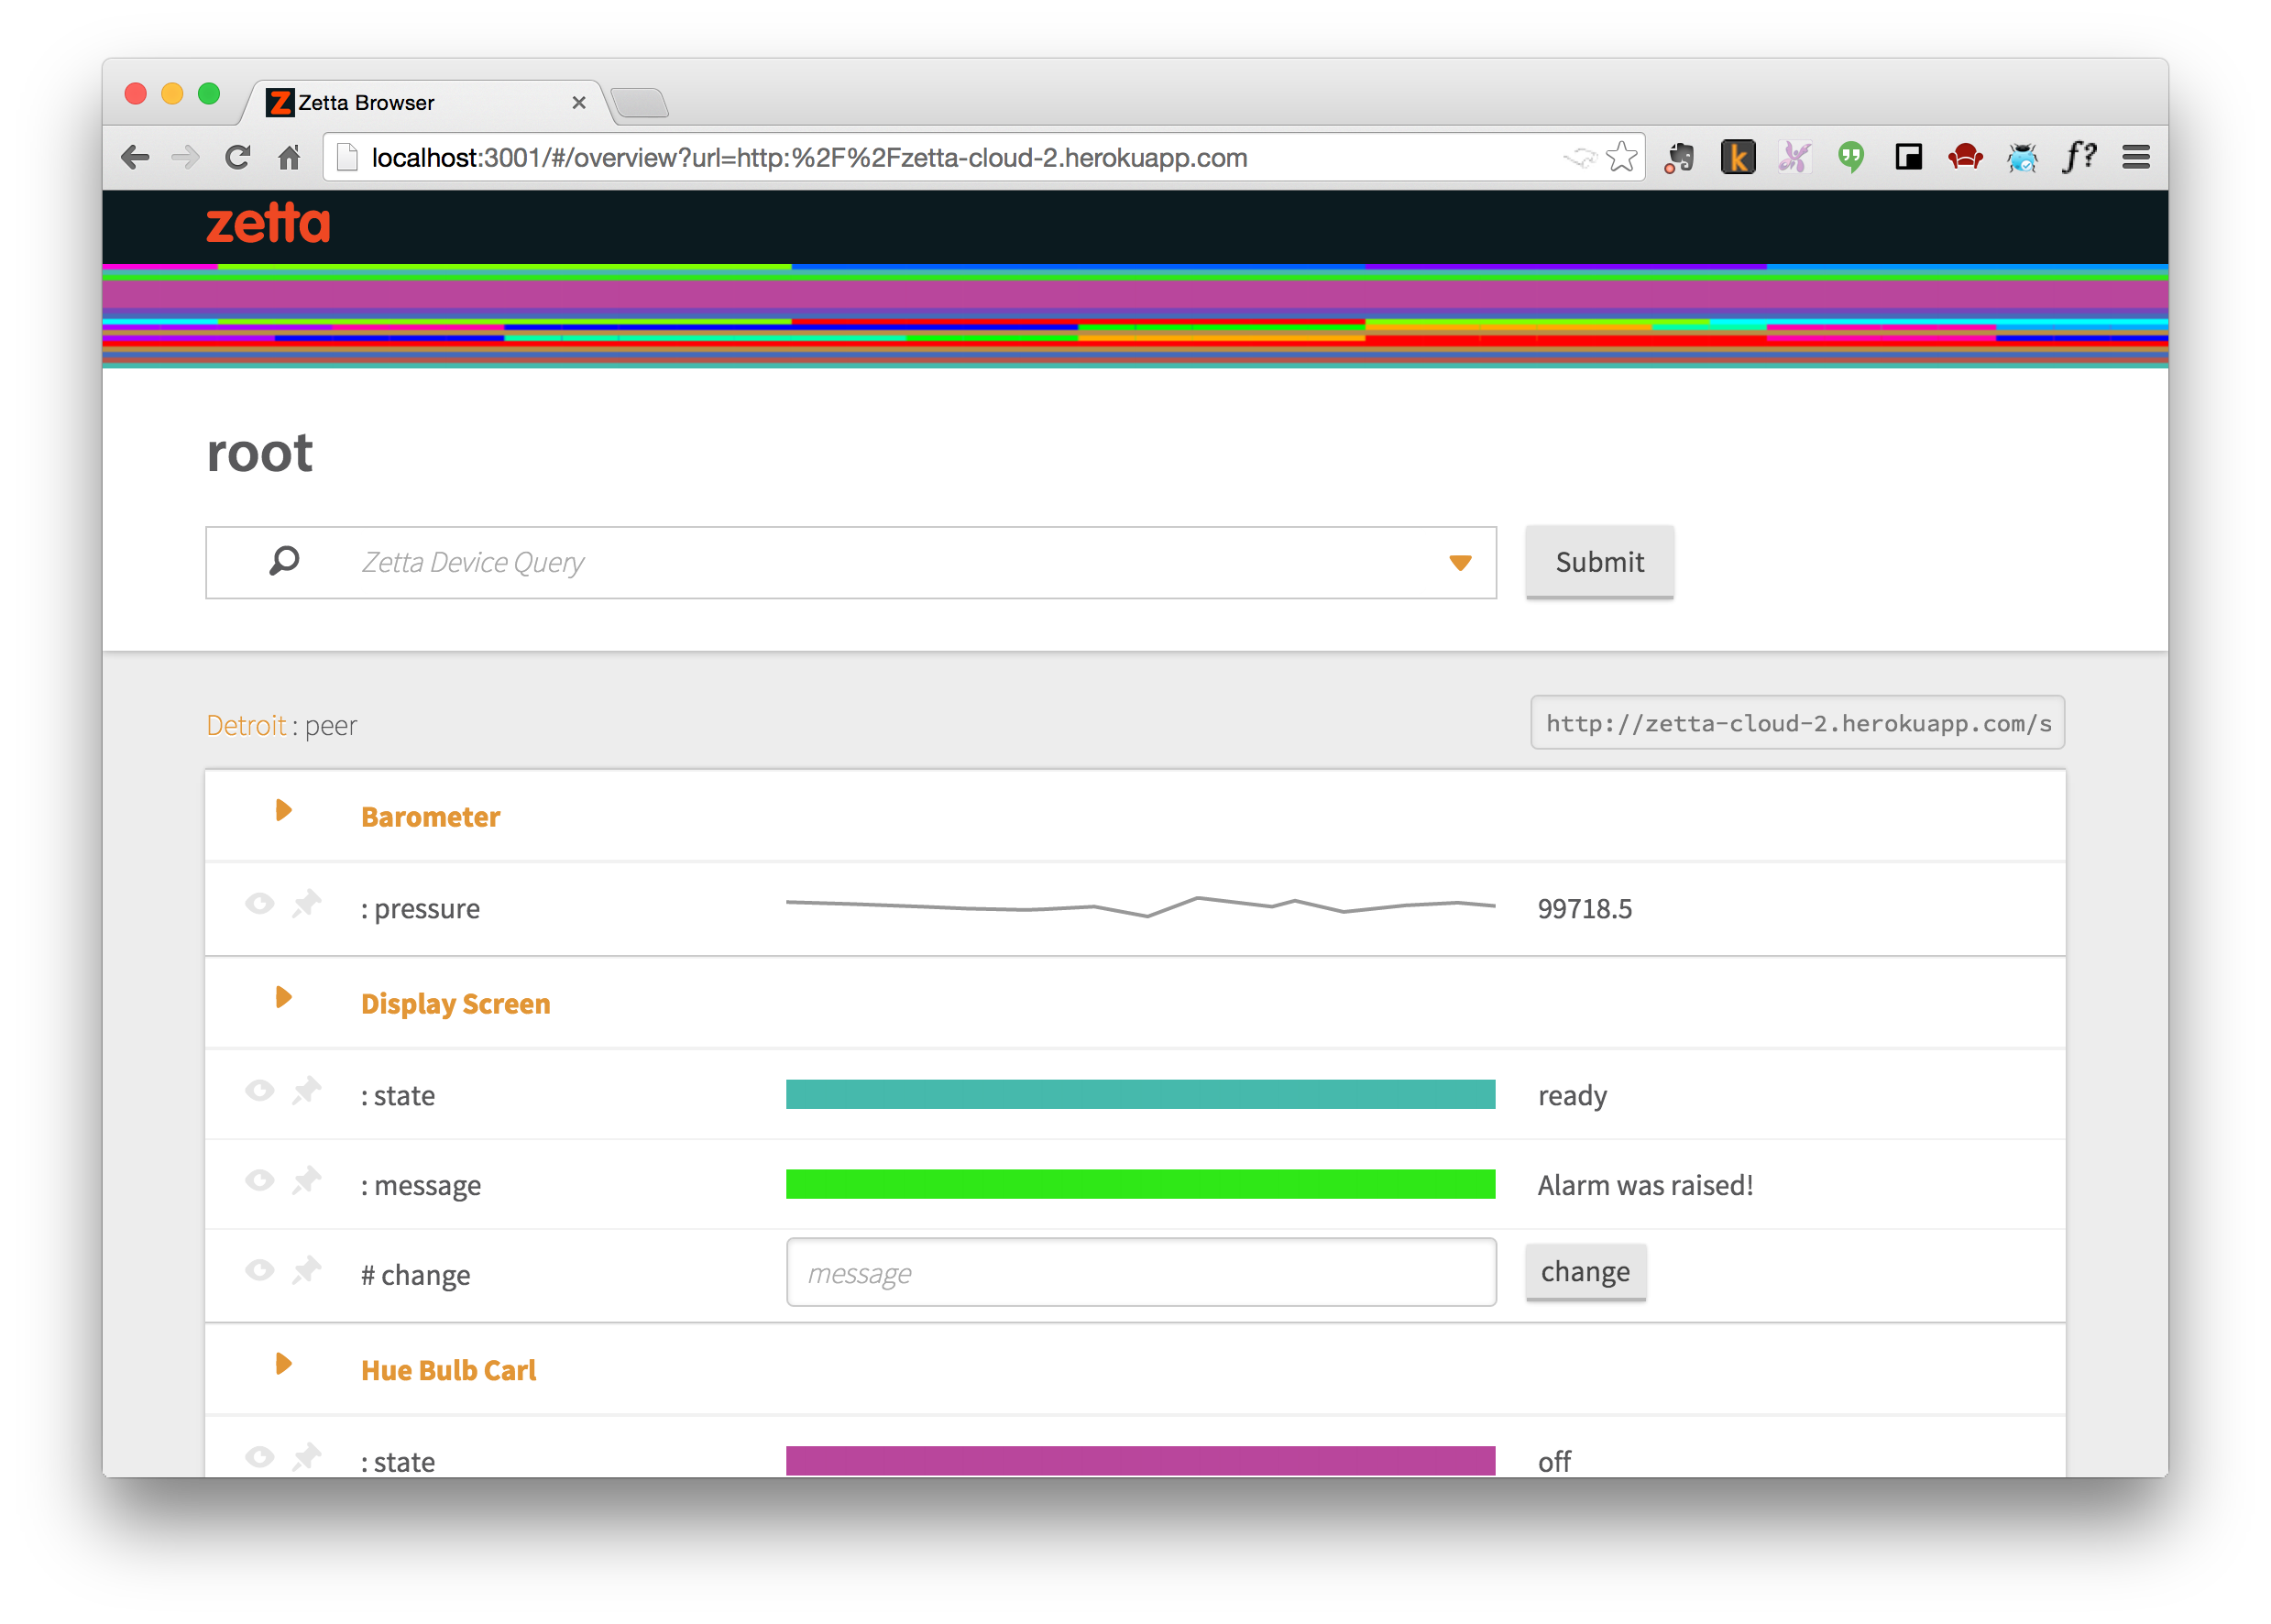 Zetta Browser
localhost:3001/#/overview?url=http:%2F%2Fzetta-cloud-2.herokuapp.com
k
f?
zetta
root
Zetta Device Query
Submit
Detroit : peer
http://zetta-cloud-2.herokuapp.com/s
Barometer
: pressure
99718.5
Display Screen
: state
ready
: message
Alarm was raised!
# change
message
change
Hue Bulb Carl
: state
off